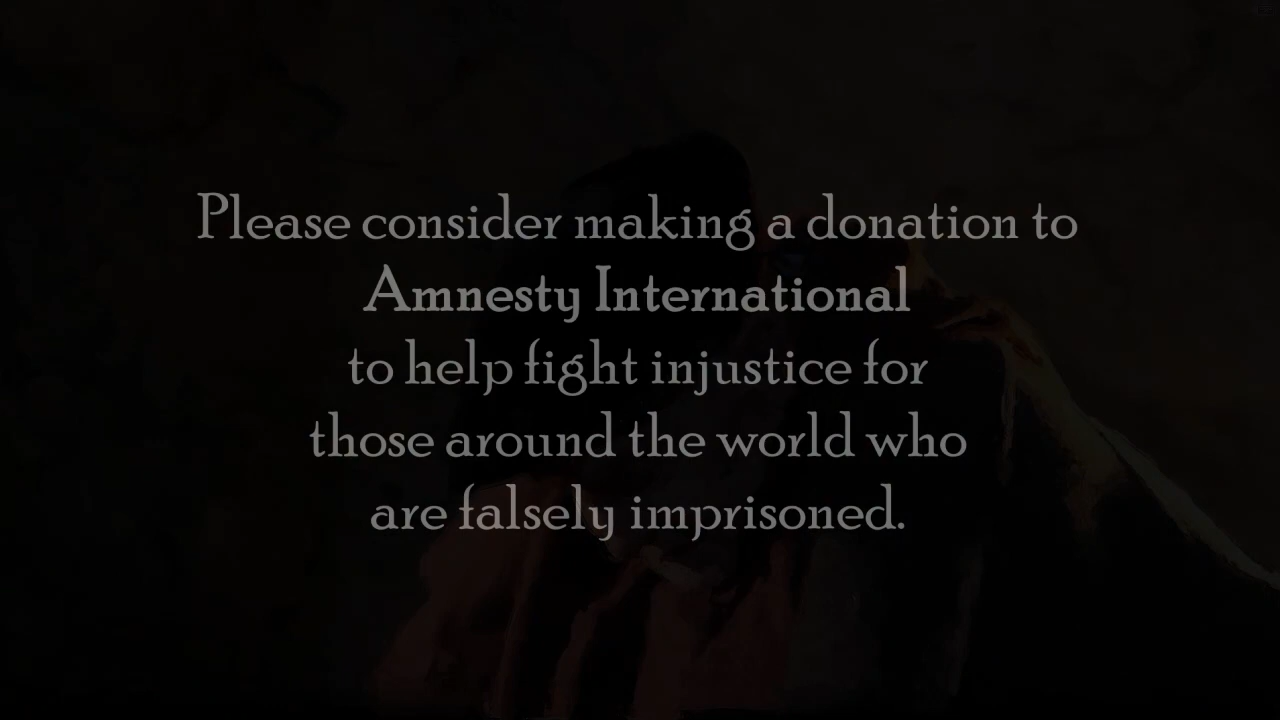 Please consider making a donation to
Amnesty International
to help fight injustice for
those around the world who
are falsely imprisoned.